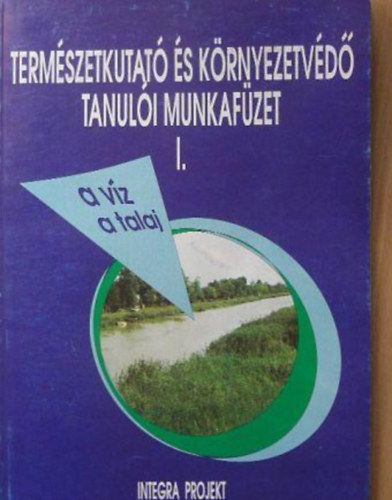 TERMÉSZETKUTATÓ ÉS KÖRNYEZETVÉDŐ
TANULÓI MUNKAFÜZET
I.
a víz
a talaj
INTEGRA PROJEKT